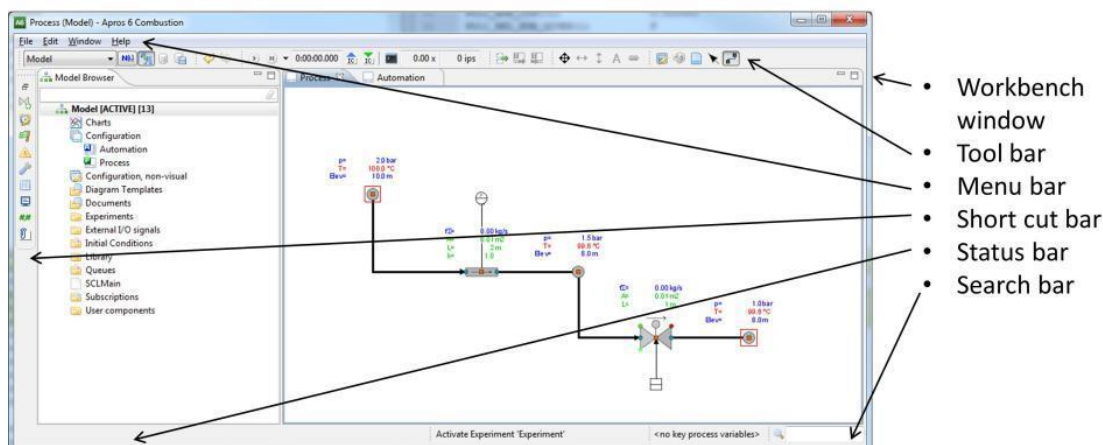 Process (Model) - Apros 6 Combustion
File Edit Window Help
Model 0:00:00.000 0.00 x 0 ips
Model Browser
Process Automation
Model [ACTIVE] [13]
Charts
Configuration
Automation
Process
Configuration, non-visual
Diagram Templates
Documents
Experiments
External I/O signals
Initial Conditions
Library
Queues
SCLMain
Subscriptions
User components
p= 2.0 bar
T= 100.0 °C
Elev= 10.0 m
0.00 kg/s
0.01 m2
L= 2 m
1.0
p= 1.5 bar
T= 99.6 °C
Elev= 8.0 m
0.00 kg/s
A= 0.01 m2
L= 1 m
p= 1.0 bar
T= 99.6 °C
Elev= 6.0 m
Activate Experiment 'Experiment' <no key process variables>
• Workbench
window
• Tool bar
• Menu bar
• Short cut bar
• Status bar
• Search bar